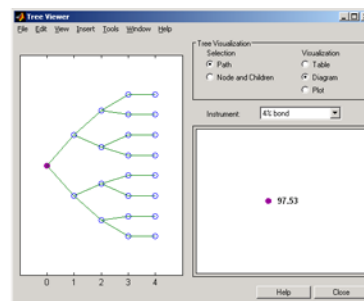 Tree Viewer
File Edit View Insert Tools Window Help
Tree Visualization
Selection Visualization
Path Table
Node and Children Diagram
Plot
Instrument: 4% bond
97.53
0 1 2 3 4
Help Close